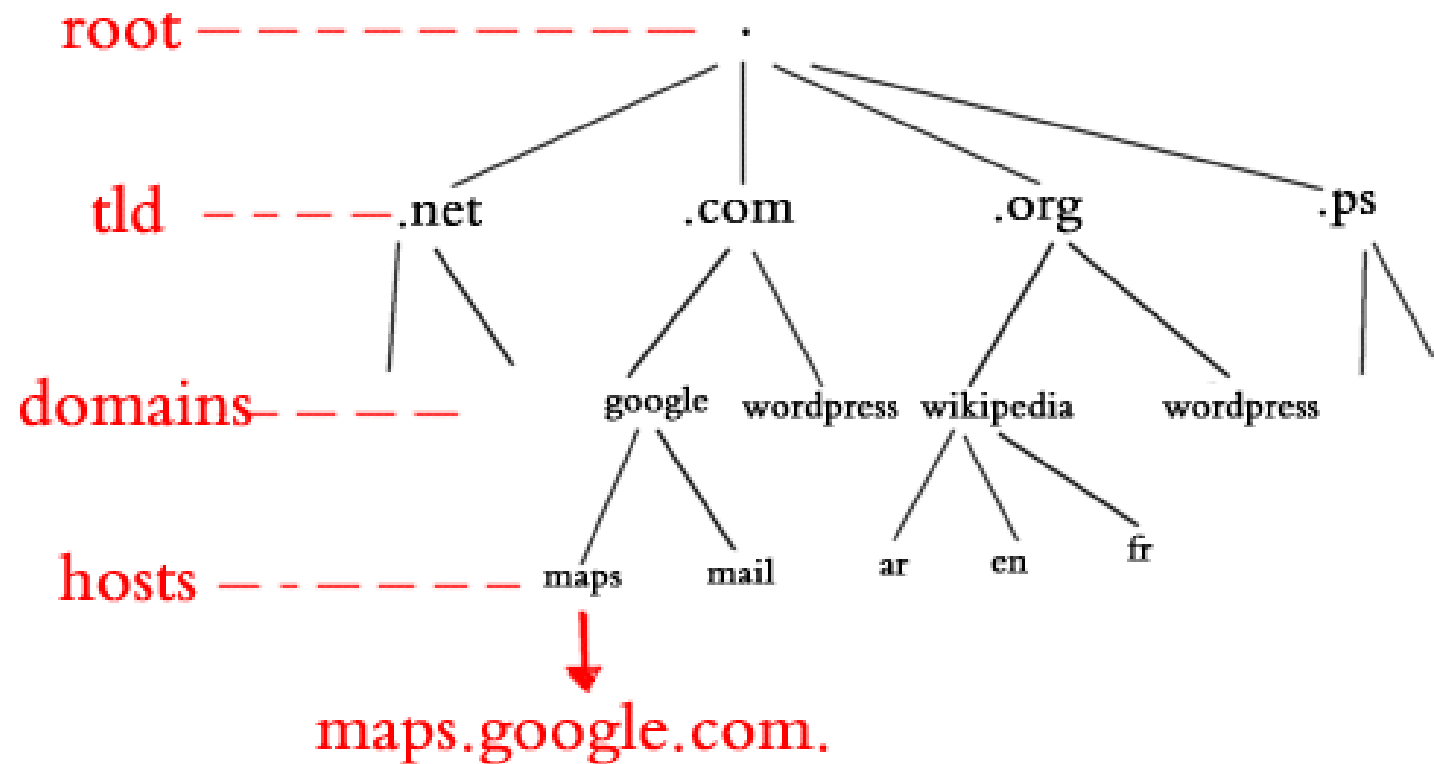 root .
tld .net .com .org .ps
domains google wordpress wikipedia wordpress
hosts maps mail ar en fr
maps.google.com.